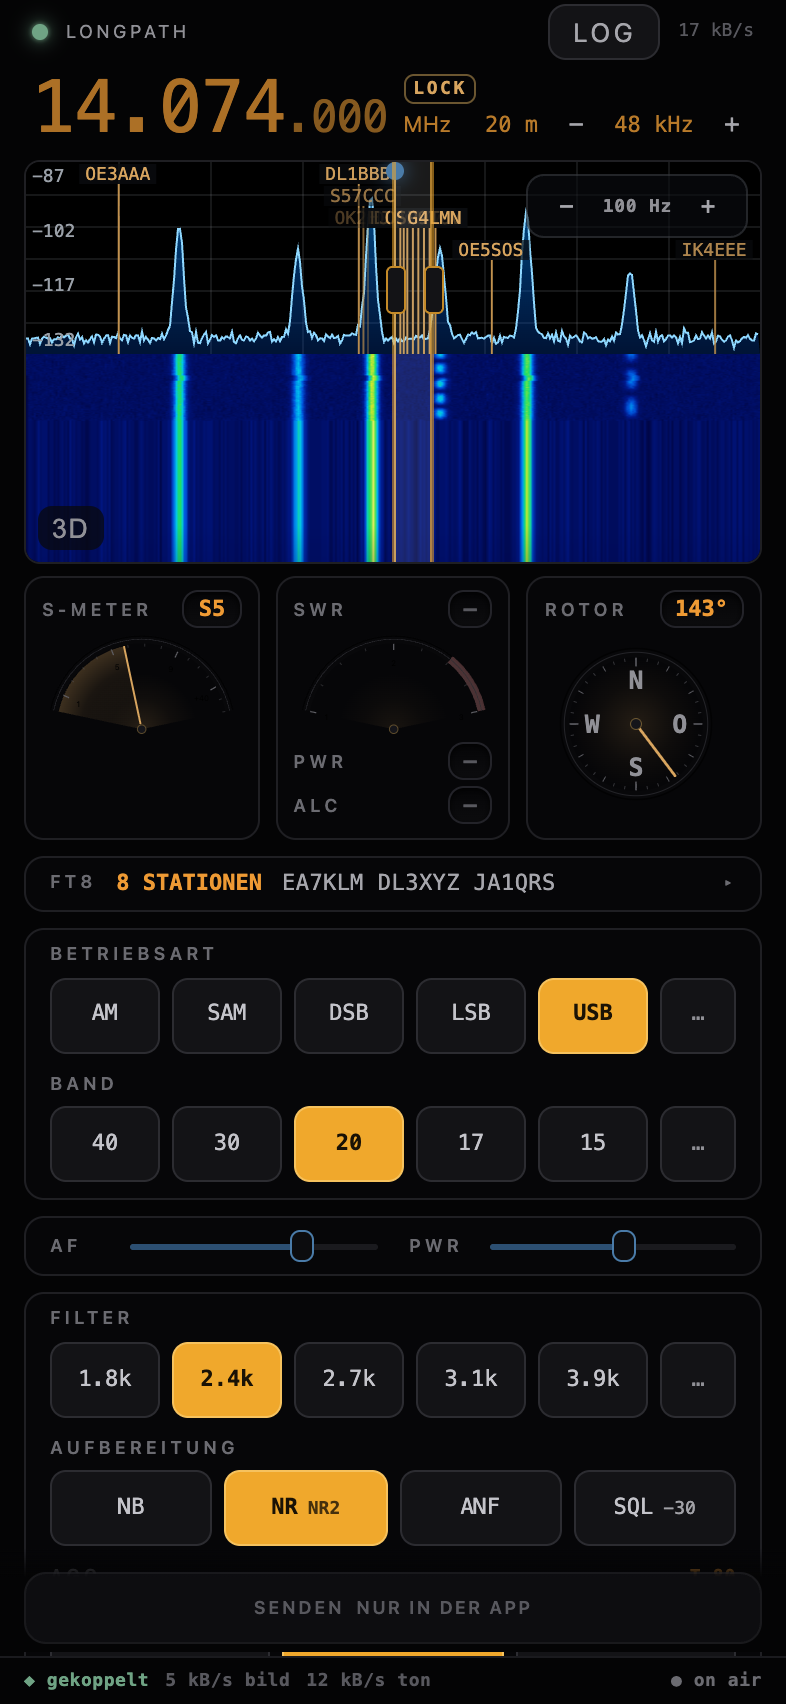 LONGPATH LOG 17 kB/s
14.074.000 LOCK
MHz 20 m − 48 kHz +
−87 OE3AAA DL1BBB
S57CCC − 100 Hz +
SG4LMN
−102
OE5SOS IK4EEE
−117
−132
3D
S-METER S5 SWR – ROTOR 143°
N
W O
S
PWR –
ALC –
FT8 8 STATIONEN EA7KLM DL3XYZ JA1QRS ▸
BETRIEBSART
AM SAM DSB LSB USB …
BAND
40 30 20 17 15 …
AF PWR
FILTER
1.8k 2.4k 2.7k 3.1k 3.9k …
AUFBEREITUNG
NB NR NR2 ANF SQL −30
SENDEN NUR IN DER APP
◆ gekoppelt 5 kB/s bild 12 kB/s ton ● on air